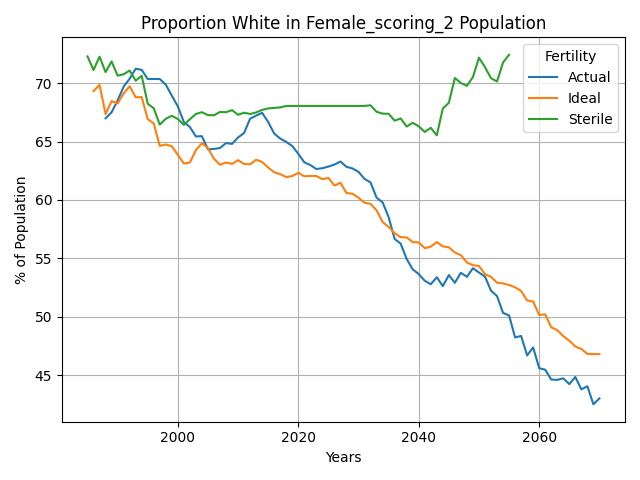 Proportion White in Female_scoring_2 Population
Fertility
Actual
Ideal
Sterile
% of Population
70
65
60
55
50
45
2000
2020
2040
2060
Years